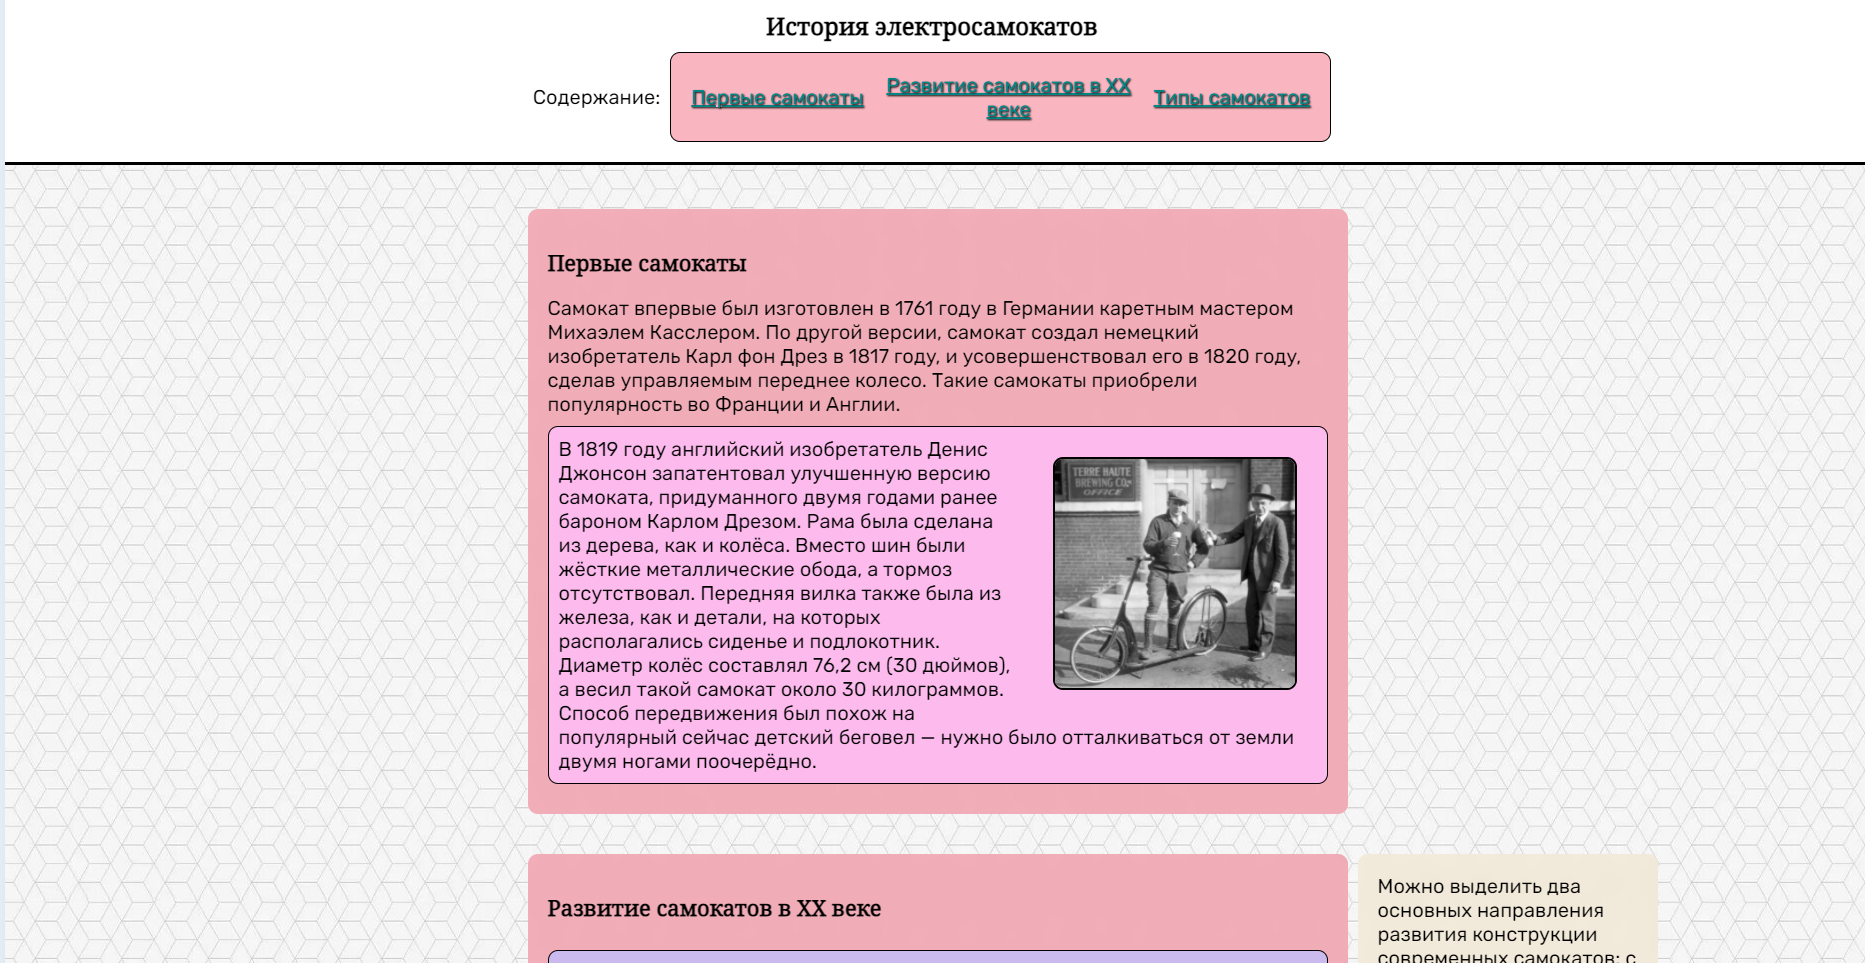 История электросамокатов
Содержание:
Первые самокаты
Развитие самокатов в XX
веке
Типы самокатов
Первые самокаты
Самокат впервые был изготовлен в 1761 году в Германии каретным мастером
Михаэлем Касслером. По другой версии, самокат создал немецкий
изобретатель Карл фон Дрез в 1817 году, и усовершенствовал его в 1820 году,
сделав управляемым переднее колесо. Такие самокаты приобрели
популярность во Франции и Англии.
В 1819 году английский изобретатель Денис
Джонсон запатентовал улучшенную версию
самоката, придуманного двумя годами ранее
бароном Карлом Дрезом. Рама была сделана
из дерева, как и колёса. Вместо шин были
жёсткие металлические обода, а тормоз
отсутствовал. Передняя вилка также была из
железа, как и детали, на которых
располагались сиденье и подлокотник.
Диаметр колёс составлял 76,2 см (30 дюймов),
а весил такой самокат около 30 килограммов.
Способ передвижения был похож на
популярный сейчас детский беговел — нужно было отталкиваться от земли
двумя ногами поочерёдно.
TERRE HAUTE
BREWING CO.
OFFICE
Развитие самокатов в XX веке
Можно выделить два
основных направления
развития конструкции
современных самокатов: с